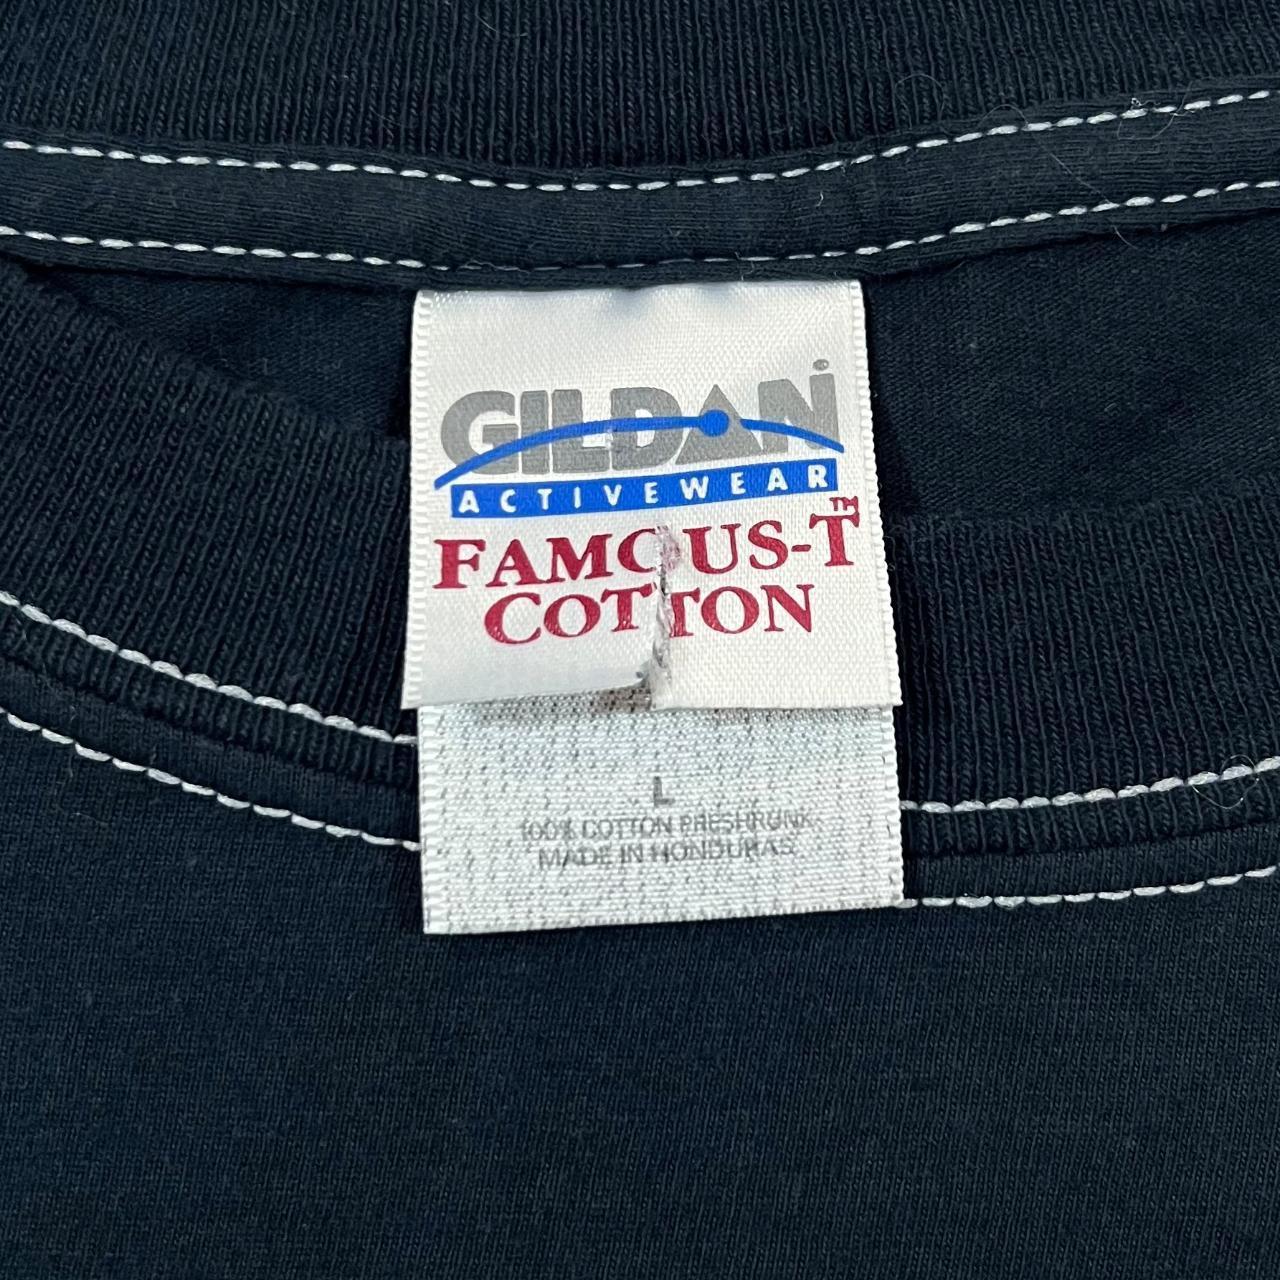 GILDAN
ACTIVEWEAR
FAMOUS-T™
COTTON
L
100% COTTON PRESHRUNK
MADE IN HONDURAS